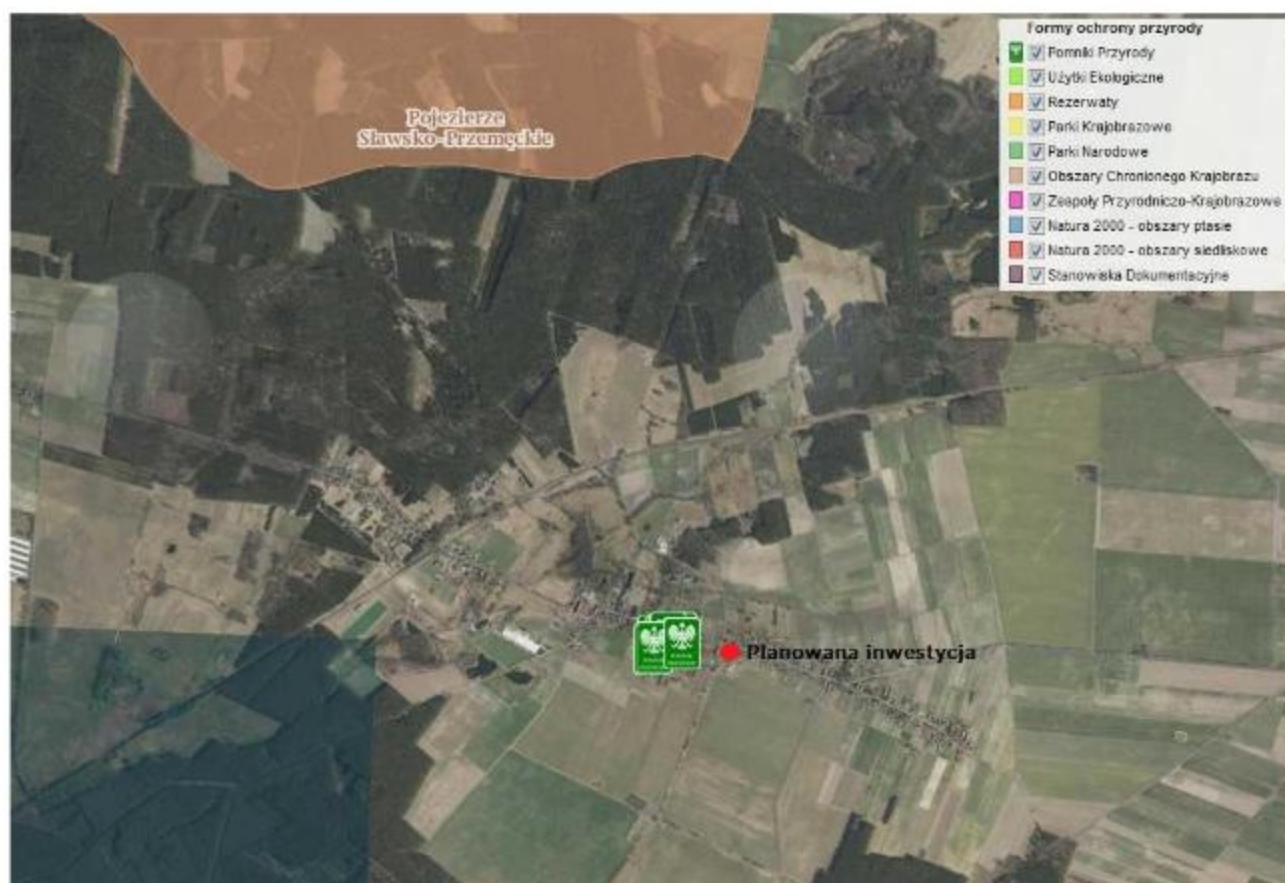 Formy ochrony przyrody
Pomniki Przyrody
Użytki Ekologiczne
Rezerwaty
Parki Krajobrazowe
Parki Narodowe
Obszary Chronionego Krajobrazu
Zespoły Przyrodniczo-Krajobrazowe
Natura 2000 - obszary ptasie
Natura 2000 - obszary siedliskowe
Stanowiska Dokumentacyjne
Pojezierze
Sławsko-Przemęckie
Planowana inwestycja